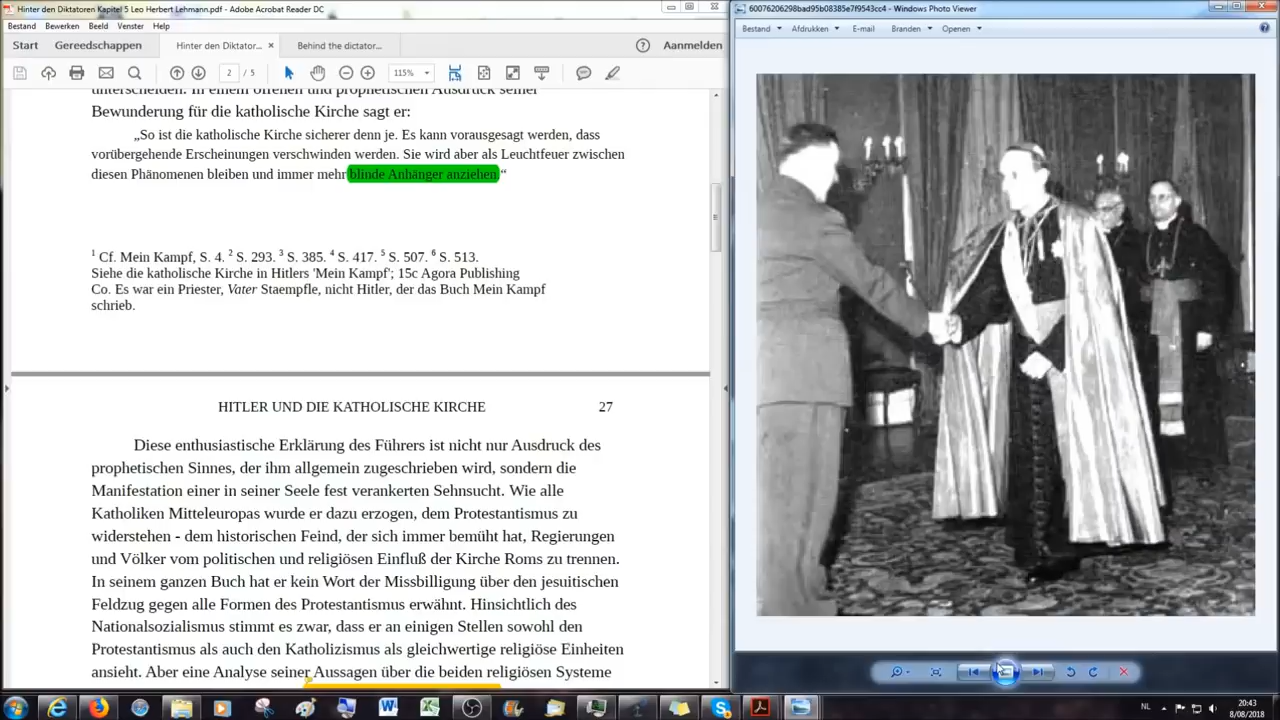 Hinter den Diktatoren Kapitel 5 Leo Herbert Lehmann.pdf - Adobe Acrobat Reader DC
Bestand Bewerken Beeld Venster Help
Start Gereedschappen Hinter den Diktator... × Behind the dictator... Aanmelden
2 / 5 115%
unterscheiden. In einem offenen und prophetischen Ausdruck seiner
Bewunderung für die katholische Kirche sagt er:
„So ist die katholische Kirche sicherer denn je. Es kann vorausgesagt werden, dass
vorübergehende Erscheinungen verschwinden werden. Sie wird aber als Leuchtfeuer zwischen
diesen Phänomenen bleiben und immer mehr blinde Anhänger anziehen.“
1 Cf. Mein Kampf, S. 4. 2 S. 293. 3 S. 385. 4 S. 417. 5 S. 507. 6 S. 513.
Siehe die katholische Kirche in Hitlers 'Mein Kampf'; 15c Agora Publishing
Co. Es war ein Priester, Vater Staempfle, nicht Hitler, der das Buch Mein Kampf
schrieb.
HITLER UND DIE KATHOLISCHE KIRCHE 27
Diese enthusiastische Erklärung des Führers ist nicht nur Ausdruck des
prophetischen Sinnes, der ihm allgemein zugeschrieben wird, sondern die
Manifestation einer in seiner Seele fest verankerten Sehnsucht. Wie alle
Katholiken Mitteleuropas wurde er dazu erzogen, dem Protestantismus zu
widerstehen - dem historischen Feind, der sich immer bemüht hat, Regierungen
und Völker vom politischen und religiösen Einfluß der Kirche Roms zu trennen.
In seinem ganzen Buch hat er kein Wort der Missbilligung über den jesuitischen
Feldzug gegen alle Formen des Protestantismus erwähnt. Hinsichtlich des
Nationalsozialismus stimmt es zwar, dass er an einigen Stellen sowohl den
Protestantismus als auch den Katholizismus als gleichwertige religiöse Einheiten
ansieht. Aber eine Analyse seiner Aussagen über die beiden religiösen Systeme
60076206298bad95b08385e7f9543cc4 - Windows Photo Viewer
Bestand Afdrukken E-mail Branden Openen
NL 20:43
8/08/2018